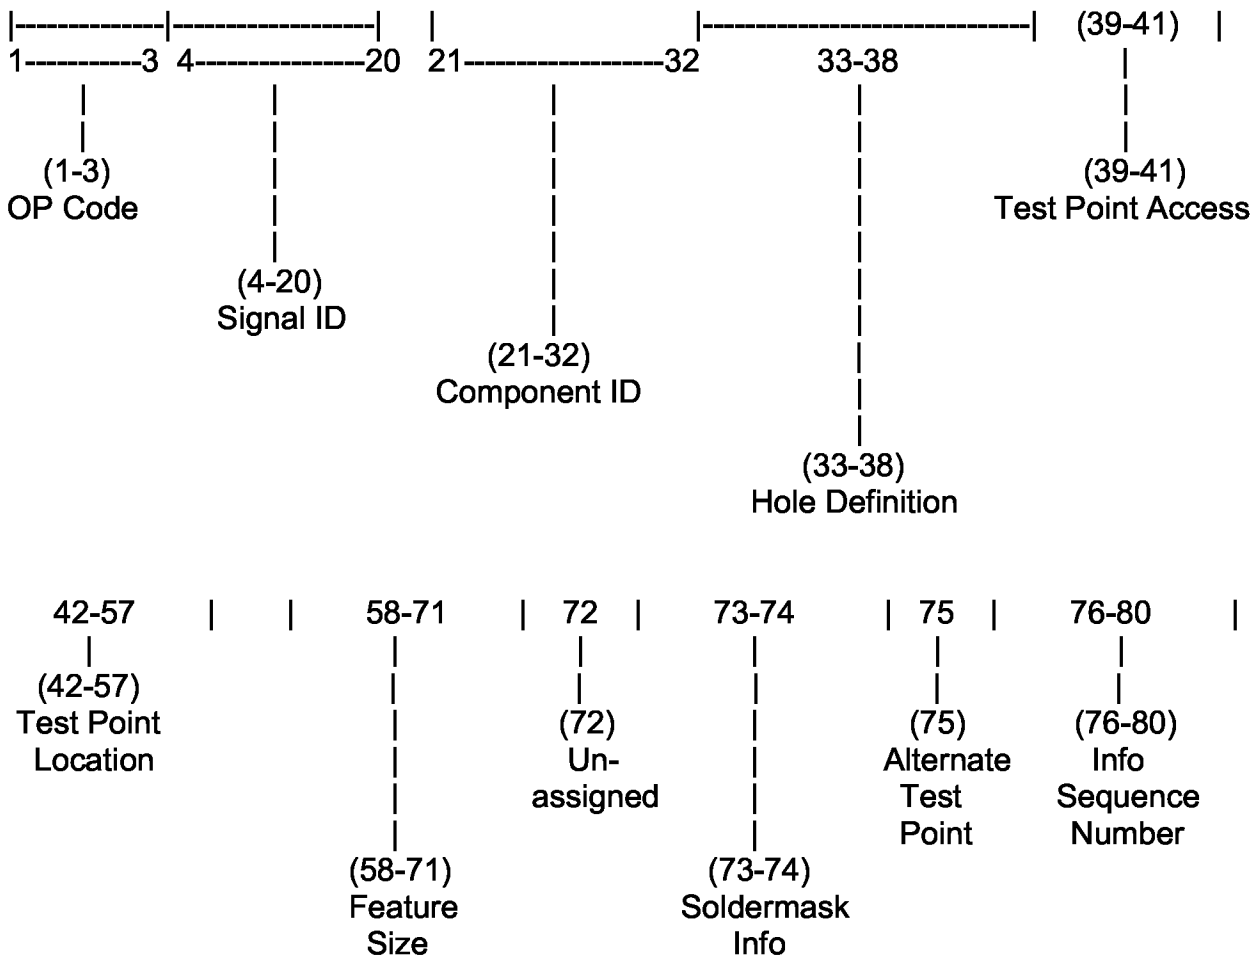 |---------------|---------------------| | |---------------------------------| (39-41) |
1------------3 4-----------------20 21--------------------32 33-38
(1-3)
OP Code
(39-41)
Test Point Access
(4-20)
Signal ID
(21-32)
Component ID
(33-38)
Hole Definition
42-57 | | 58-71 | 72 | 73-74 | 75 | 76-80 |
(42-57)
Test Point
Location
(58-71)
Feature
Size
(72)
Un-
assigned
(73-74)
Soldermask
Info
(75)
Alternate
Test
Point
(76-80)
Info
Sequence
Number